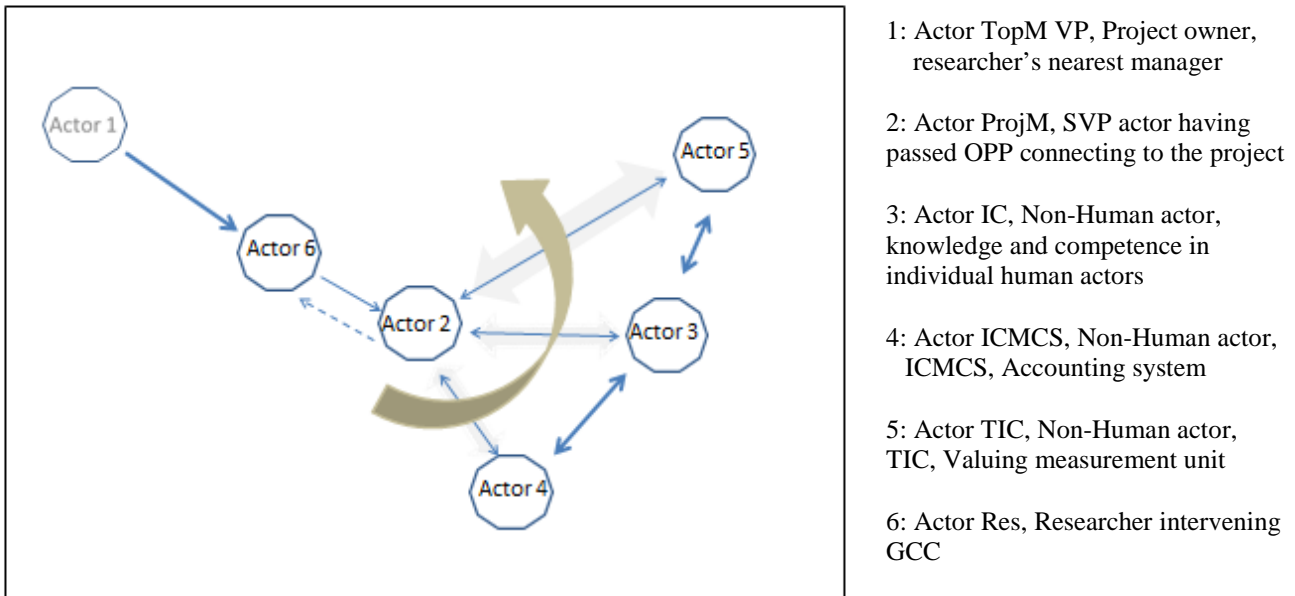 Actor 1
Actor 5
Actor 6
Actor 2
Actor 3
Actor 4
1: Actor TopM VP, Project owner,
researcher's nearest manager
2: Actor ProjM, SVP actor having
passed OPP connecting to the project
3: Actor IC, Non-Human actor,
knowledge and competence in
individual human actors
4: Actor ICMCS, Non-Human actor,
ICMCS, Accounting system
5: Actor TIC, Non-Human actor,
TIC, Valuing measurement unit
6: Actor Res, Researcher intervening
GCC